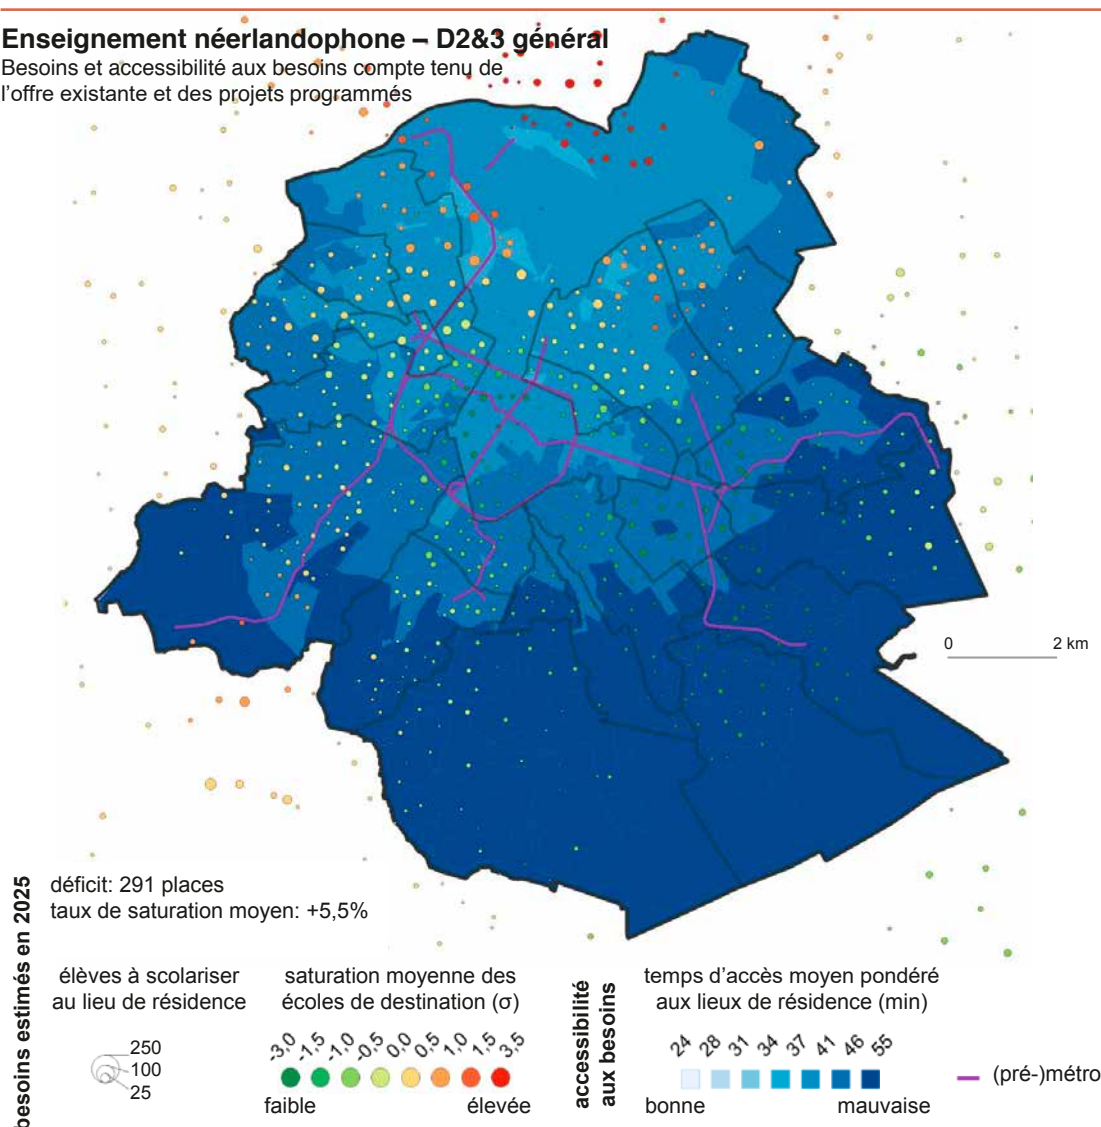 Enseignement néerlandophone – D2&3 général
Besoins et accessibilité aux besoins compte tenu de
l'offre existante et des projets programmés
0 2 km
besoins estimés en 2025
déficit: 291 places
taux de saturation moyen: +5,5%
élèves à scolariser
au lieu de résidence
250
100
25
saturation moyenne des
écoles de destination (σ)
-3,0 -1,5 -1,0 -0,5 0,0 0,5 1,0 1,5 3,5
faible élevée
accessibilité
aux besoins
temps d'accès moyen pondéré
aux lieux de résidence (min)
24 28 31 34 37 41 46 55
bonne mauvaise
(pré-)métro